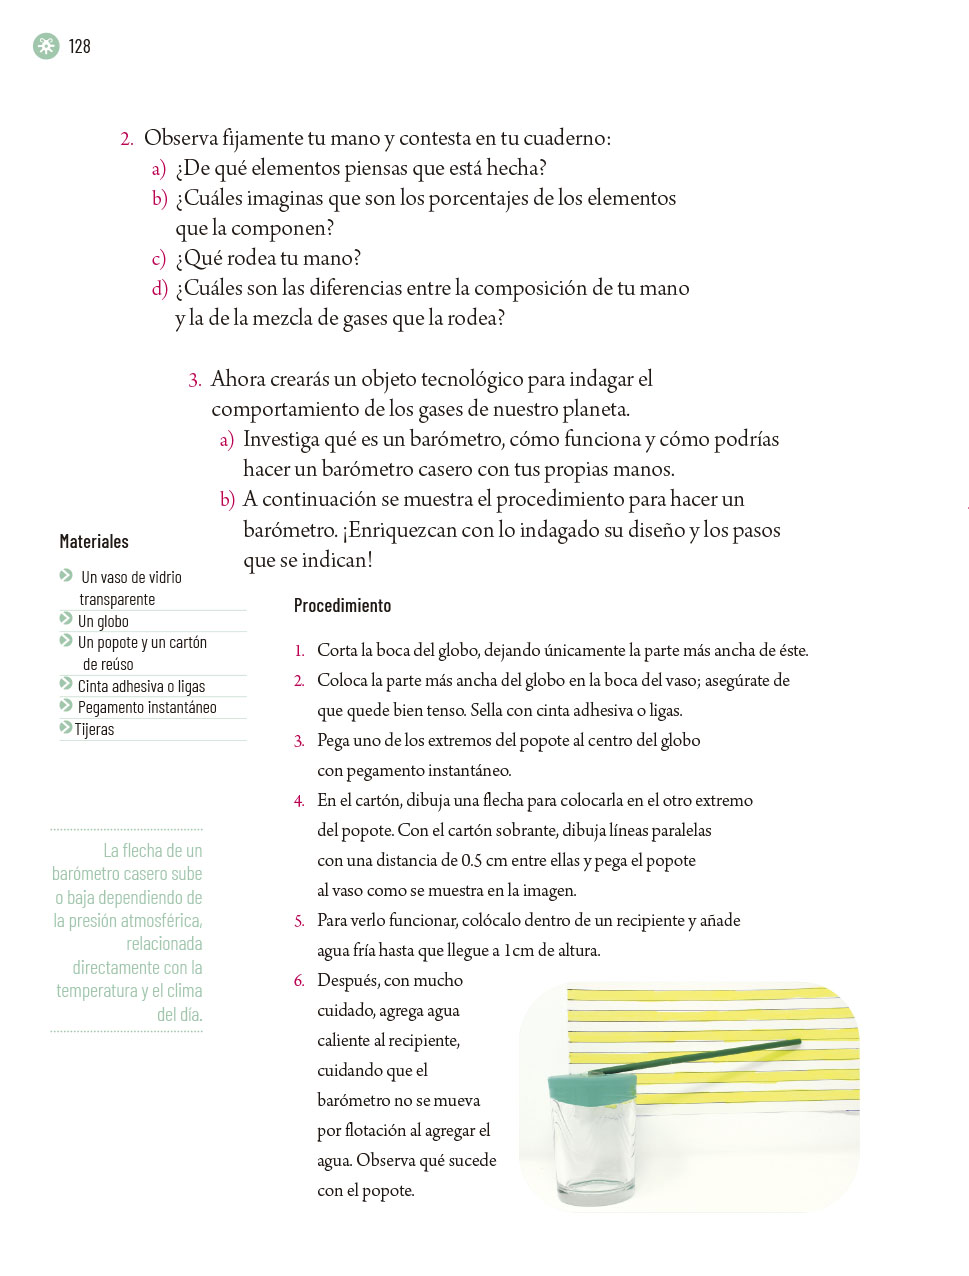 128
2. Observa fijamente tu mano y contesta en tu cuaderno:
a) ¿De qué elementos piensas que está hecha?
b) ¿Cuáles imaginas que son los porcentajes de los elementos
que la componen?
c) ¿Qué rodea tu mano?
d) ¿Cuáles son las diferencias entre la composición de tu mano
y la de la mezcla de gases que la rodea?
3. Ahora crearás un objeto tecnológico para indagar el
comportamiento de los gases de nuestro planeta.
a) Investiga qué es un barómetro, cómo funciona y cómo podrías
hacer un barómetro casero con tus propias manos.
b) A continuación se muestra el procedimiento para hacer un
barómetro. ¡Enriquezcan con lo indagado su diseño y los pasos
que se indican!
Materiales
Un vaso de vidrio
transparente
Un globo
Un popote y un cartón
de reúso
Cinta adhesiva o ligas
Pegamento instantáneo
Tijeras
La flecha de un
barómetro casero sube
o baja dependiendo de
la presión atmosférica,
relacionada
directamente con la
temperatura y el clima
del día.
Procedimiento
1. Corta la boca del globo, dejando únicamente la parte más ancha de éste.
2. Coloca la parte más ancha del globo en la boca del vaso; asegúrate de
que quede bien tenso. Sella con cinta adhesiva o ligas.
3. Pega uno de los extremos del popote al centro del globo
con pegamento instantáneo.
4. En el cartón, dibuja una flecha para colocarla en el otro extremo
del popote. Con el cartón sobrante, dibuja líneas paralelas
con una distancia de 0.5 cm entre ellas y pega el popote
al vaso como se muestra en la imagen.
5. Para verlo funcionar, colócalo dentro de un recipiente y añade
agua fría hasta que llegue a 1cm de altura.
6. Después, con mucho
cuidado, agrega agua
caliente al recipiente,
cuidando que el
barómetro no se mueva
por flotación al agregar el
agua. Observa qué sucede
con el popote.